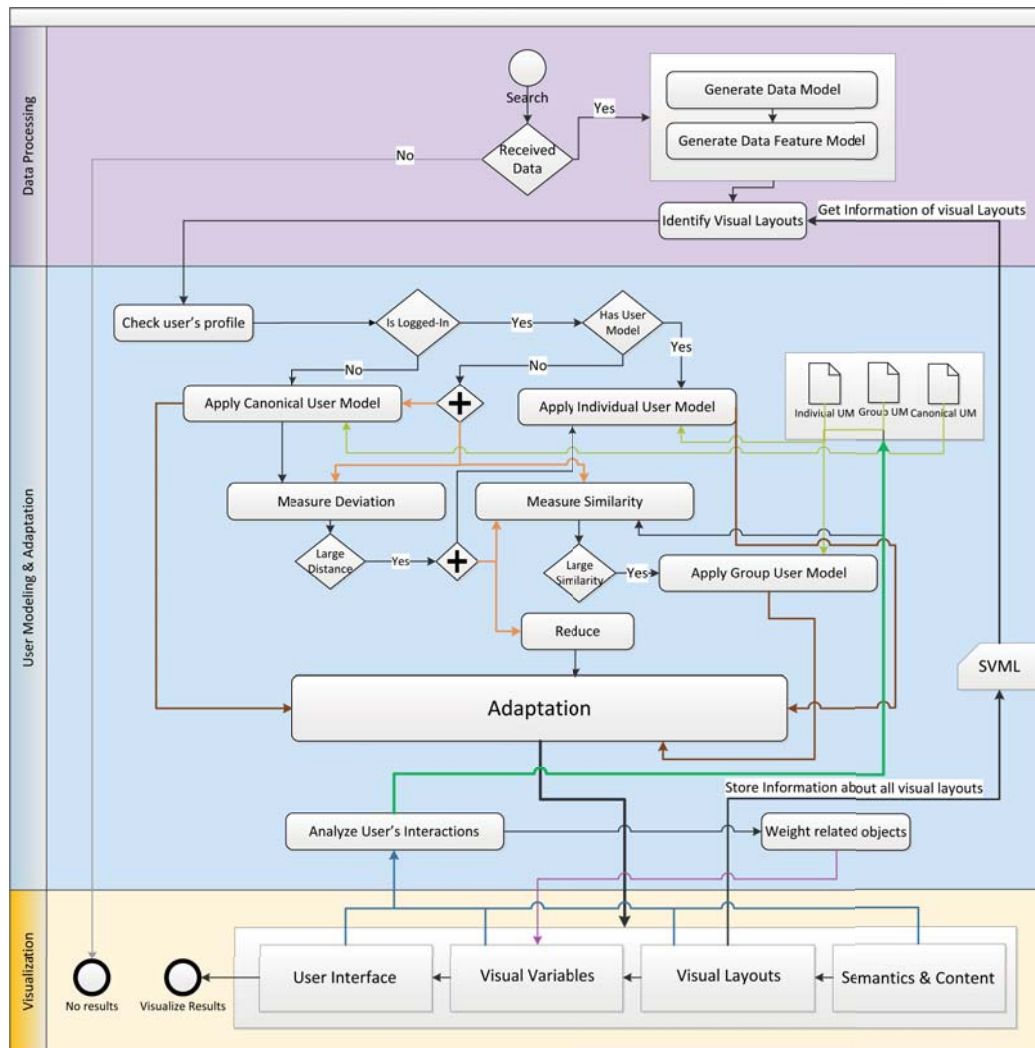 Data Processing
Search
Received
Data
Yes
No
Generate Data Model
Generate Data Feature Model
Identify Visual Layouts
Get Information of visual Layouts
User Modeling & Adaptation
Check user's profile
Is Logged-In
Yes
Has User
Model
Yes
No
No
Apply Canonical User Model
Apply Individual User Model
Indiviual UM
Group UM
Canonical UM
Measure Deviation
Measure Similarity
Large
Distance
Yes
Large
Similarity
Yes
Apply Group User Model
Reduce
SVML
Adaptation
Store Information about all visual layouts
Analyze User's Interactions
Weight related objects
Visualization
No results
Visualize Results
User Interface
Visual Variables
Visual Layouts
Semantics & Content